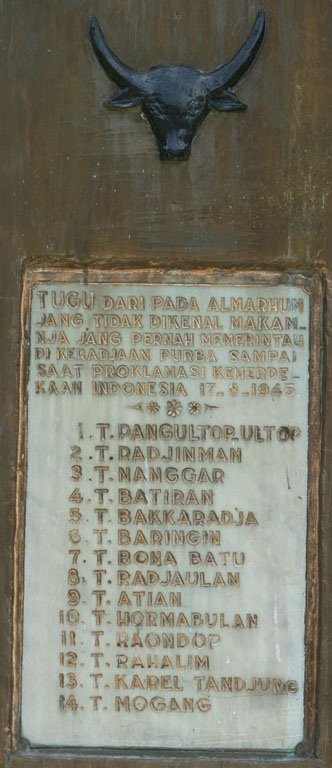 TUGU DARI PADA ALMARHUM
JANG TIDAK DIKENAL MAKAM-
NJA JANG PERNAH MEMERINTAH
DI KERADJAAN PURBA SAMPAI
SAAT PROKLAMASI KEMERDE-
KAAN INDONESIA 17-8-1945
1. T. PANGULTOP-ULTOP
2. T. RADJINMAN
3. T. NANGGAR
4. T. BATIRAN
5. T. BAKKARADJA
6. T. BARINGIN
7. T. BONA BATU
8. T. RADJAULAN
9. T. ATIAN
10. T. HORMABULAN
11. T. RAONDOP
12. T. RAHALIM
13. T. KAREL TANDJUNG
14. T. MOGANG